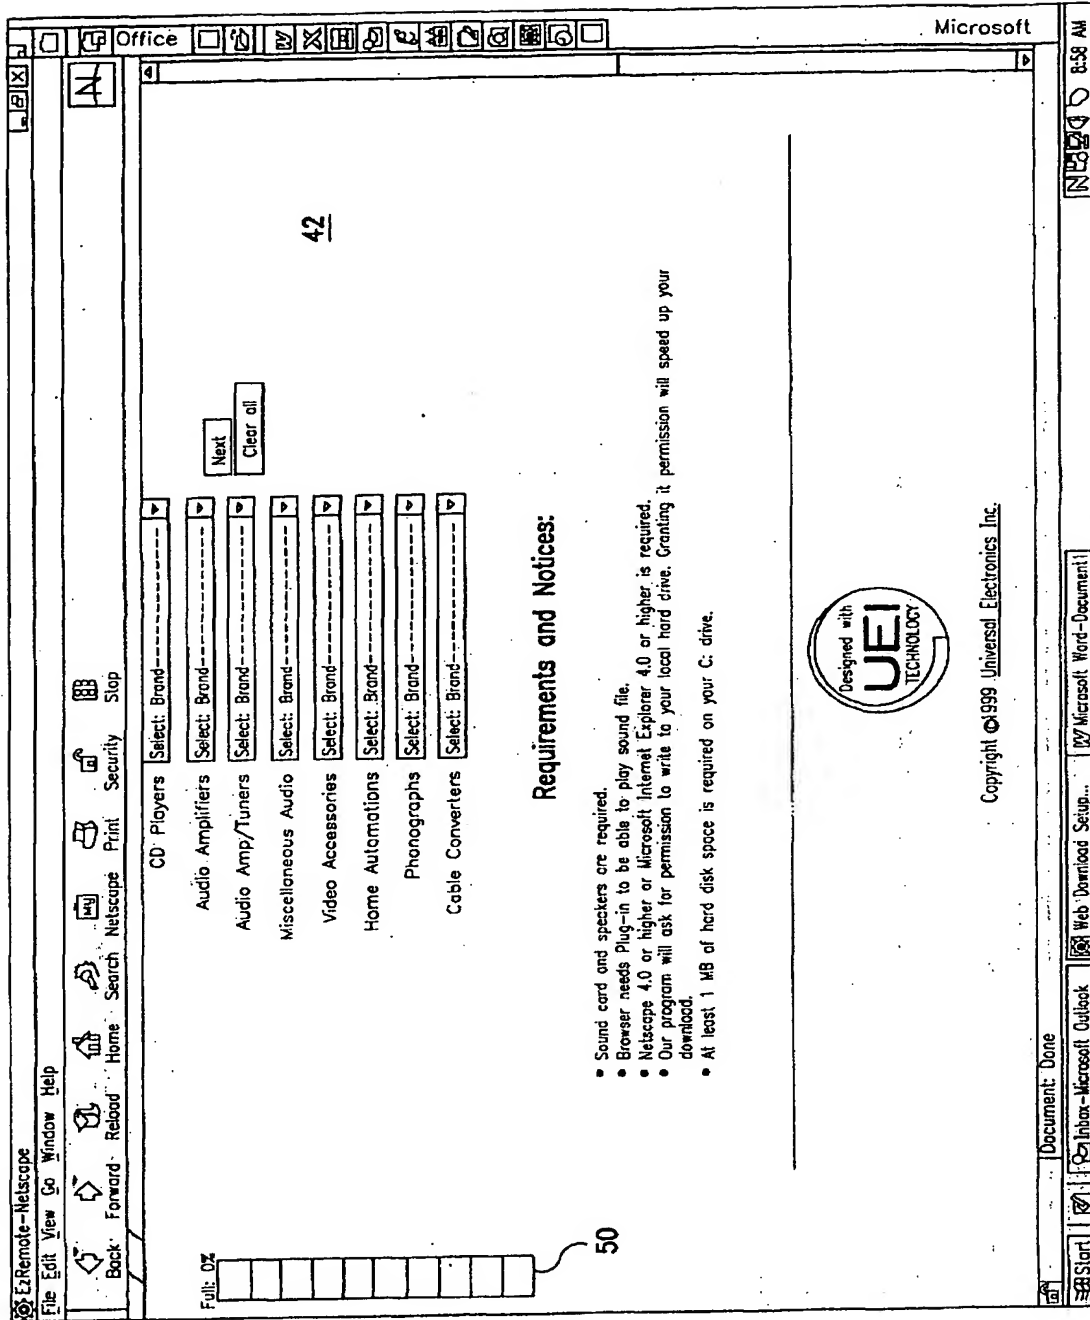 EzRemote-Netscape
File Edit View Go Window Help
Back Forward Reload Home Search Netscape Print Security Stop
N
Office
Microsoft
Full: 0%
50
CD Players Select: Brand
Audio Amplifiers Select: Brand
Audio Amp/Tuners Select: Brand
Miscellaneous Audio Select: Brand
Video Accessories Select: Brand
Home Automations Select: Brand
Phonographs Select: Brand
Cable Converters Select: Brand
Next
Clear all
42
Requirements and Notices:
• Sound card and speckers are required.
• Browser needs Plug-in to be able to play sound file.
• Netscape 4.0 or higher or Microsoft Internet Explorer 4.0 or higher is required.
• Our program will ask for permission to write to your local hard drive. Granting it permission will speed up your
download.
• At least 1 MB of hard disk space is required on your C: drive.
Designed with
UEI
TECHNOLOGY
Copyright ©1999 Universal Electronics Inc.
Document: Done
Start Inbox-Microsoft Outlook Web Download Setup... Microsoft Word-Document1 8:58 AM